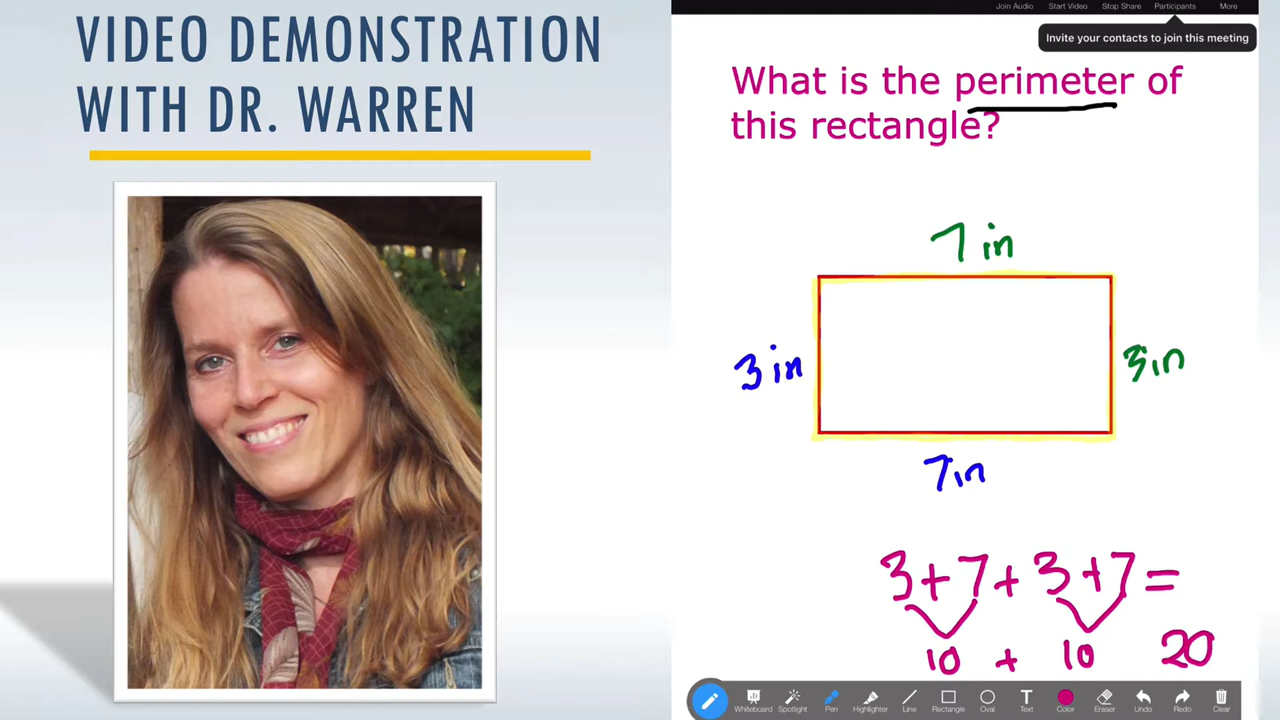 VIDEO DEMONSTRATION
WITH DR. WARREN
Join Audio Start Video Stop Share Participants More
Invite your contacts to join this meeting
What is the perimeter of
this rectangle?
7 in
3 in
3 in
7 in
3 + 7 + 3 + 7 =
10 + 10 20
Whiteboard Spotlight Pen Highlighter Line Rectangle Oval Text Color Eraser Undo Redo Clear